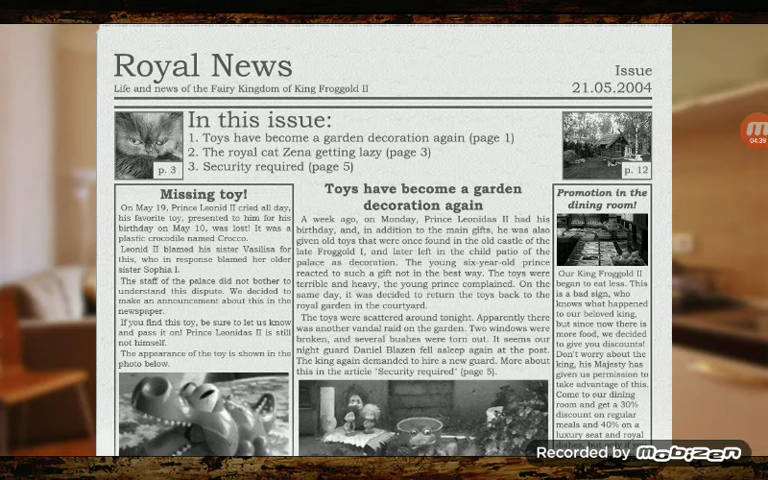 Royal News
Life and news of the Fairy Kingdom of King Froggold II
Issue
21.05.2004
p. 3
In this issue:
1. Toys have become a garden decoration again (page 1)
2. The royal cat Zena getting lazy (page 3)
3. Security required (page 5)
p. 12
Missing toy!
On May 19, Prince Leonid II cried all day,
his favorite toy, presented to him for his
birthday on May 10, was lost! It was a
plastic crocodile named Crocco.
Leonid II blamed his sister Vasilisa for
this, who in response blamed her older
sister Sophia I.
The staff of the palace did not bother to
understand this dispute. We decided to
make an announcement about this in the
newspaper.
If you find this toy, be sure to let us know
and pass it on! Prince Leonidas II is still
not himself.
The appearance of the toy is shown in the
photo below.
Toys have become a garden
decoration again
A week ago, on Monday, Prince Leonidas II had his
birthday, and, in addition to the main gifts, he was also
given old toys that were once found in the old castle of the
late Froggold I, and later left in the child patio of the
palace as decoration. The young six-year-old prince
reacted to such a gift not in the best way. The toys were
terrible and heavy, the young prince complained. On the
same day, it was decided to return the toys back to the
royal garden in the courtyard.
The toys were scattered around tonight. Apparently there
was another vandal raid on the garden. Two windows were
broken, and several bushes were torn out. It seems our
night guard Daniel Blazen fell asleep again at the post.
The king again demanded to hire a new guard. More about
this in the article "Security required" (page 5).
Promotion in the
dining room!
Our King Froggold II
began to eat less. This
is a bad sign, who
knows what happened
to our beloved king,
but since now there is
more food, we decided
to give you discounts!
Don't worry about the
king, his Majesty has
given us permission to
take advantage of this.
Come to our dining
room and get a 30%
discount on regular
meals and 40% on a
luxury seat and royal
04:39
Recorded by mobizen